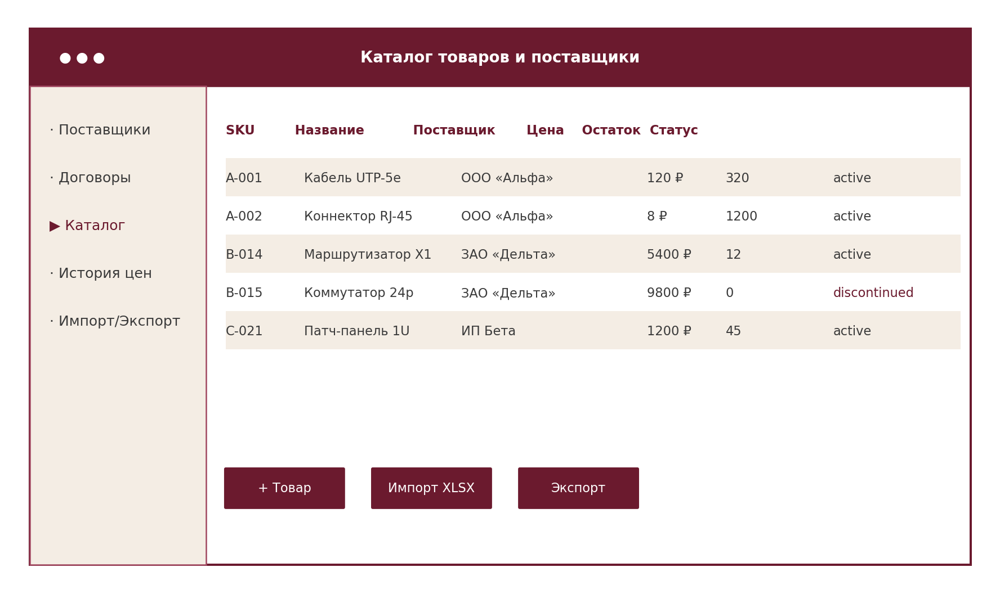 Каталог товаров и поставщики
· Поставщики
· Договоры
▶ Каталог
· История цен
· Импорт/Экспорт
SKU Название Поставщик Цена Остаток Статус
A-001 Кабель UTP-5e ООО «Альфа» 120 ₽ 320 active
A-002 Коннектор RJ-45 ООО «Альфа» 8 ₽ 1200 active
B-014 Маршрутизатор X1 ЗАО «Дельта» 5400 ₽ 12 active
B-015 Коммутатор 24p ЗАО «Дельта» 9800 ₽ 0 discontinued
C-021 Патч-панель 1U ИП Бета 1200 ₽ 45 active
+ Товар
Импорт XLSX
Экспорт